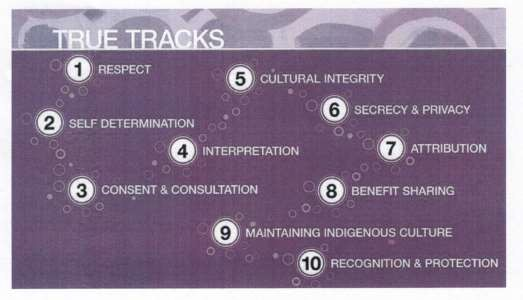 TRUE TRACKS
1 RESPECT
2 SELF DETERMINATION
3 CONSENT & CONSULTATION
4 INTERPRETATION
5 CULTURAL INTEGRITY
6 SECRECY & PRIVACY
7 ATTRIBUTION
8 BENEFIT SHARING
9 MAINTAINING INDIGENOUS CULTURE
10 RECOGNITION & PROTECTION